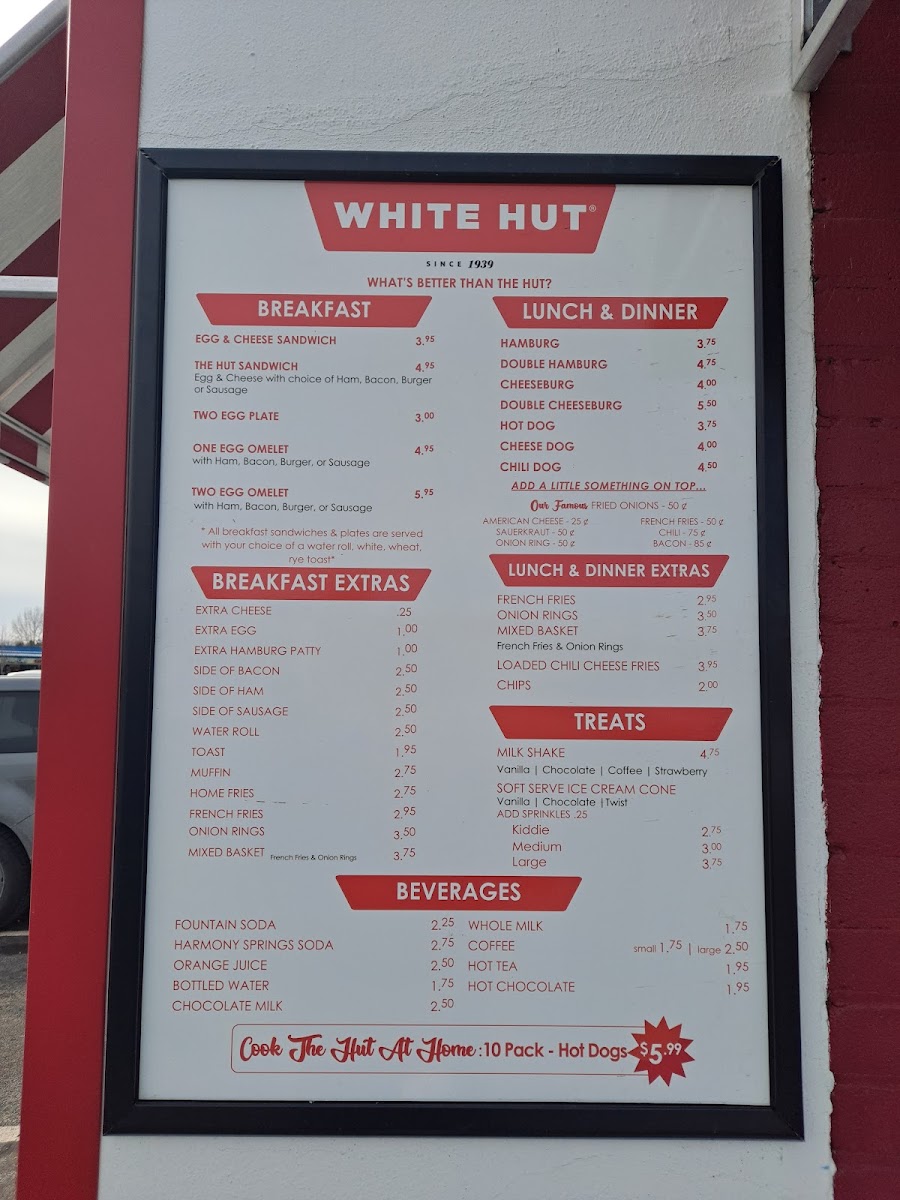 WHITE HUT®
SINCE 1939
WHAT'S BETTER THAN THE HUT?
BREAKFAST
EGG & CHEESE SANDWICH 3.95
THE HUT SANDWICH 4.95
Egg & Cheese with choice of Ham, Bacon, Burger
or Sausage
TWO EGG PLATE 3.00
ONE EGG OMELET 4.95
with Ham, Bacon, Burger, or Sausage
TWO EGG OMELET 5.95
with Ham, Bacon, Burger, or Sausage
* All breakfast sandwiches & plates are served
with your choice of a water roll, white, wheat,
rye toast*
BREAKFAST EXTRAS
EXTRA CHEESE .25
EXTRA EGG 1.00
EXTRA HAMBURG PATTY 1.00
SIDE OF BACON 2.50
SIDE OF HAM 2.50
SIDE OF SAUSAGE 2.50
WATER ROLL 2.50
TOAST 1.95
MUFFIN 2.75
HOME FRIES 2.75
FRENCH FRIES 2.95
ONION RINGS 3.50
MIXED BASKET French Fries & Onion Rings 3.75
LUNCH & DINNER
HAMBURG 3.75
DOUBLE HAMBURG 4.75
CHEESEBURG 4.00
DOUBLE CHEESEBURG 5.50
HOT DOG 3.75
CHEESE DOG 4.00
CHILI DOG 4.50
ADD A LITTLE SOMETHING ON TOP...
Our Famous FRIED ONIONS - 50 ¢
AMERICAN CHEESE - 25 ¢ FRENCH FRIES - 50 ¢
SAUERKRAUT - 50 ¢ CHILI - 75 ¢
ONION RING - 50 ¢ BACON - 85 ¢
LUNCH & DINNER EXTRAS
FRENCH FRIES 2.95
ONION RINGS 3.50
MIXED BASKET 3.75
French Fries & Onion Rings
LOADED CHILI CHEESE FRIES 3.95
CHIPS 2.00
TREATS
MILK SHAKE 4.75
Vanilla | Chocolate | Coffee | Strawberry
SOFT SERVE ICE CREAM CONE
Vanilla | Chocolate |Twist
ADD SPRINKLES .25
Kiddie 2.75
Medium 3.00
Large 3.75
BEVERAGES
FOUNTAIN SODA 2.25
HARMONY SPRINGS SODA 2.75
ORANGE JUICE 2.50
BOTTLED WATER 1.75
CHOCOLATE MILK 2.50
WHOLE MILK 1.75
COFFEE small 1.75 | large 2.50
HOT TEA 1.95
HOT CHOCOLATE 1.95
Cook The Hut At Home :10 Pack - Hot Dogs $5.99